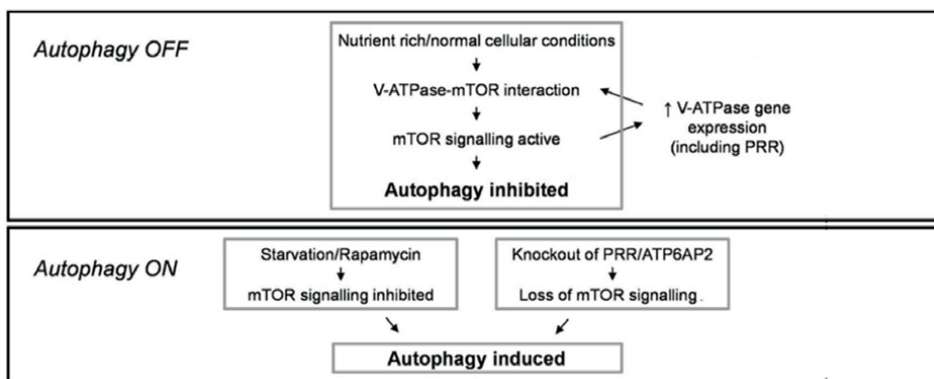 Autophagy OFF
Nutrient rich/normal cellular conditions
V-ATPase-mTOR interaction
mTOR signalling active
Autophagy inhibited
↑ V-ATPase gene
expression
(including PRR)
Autophagy ON
Starvation/Rapamycin
mTOR signalling inhibited
Knockout of PRR/ATP6AP2
Loss of mTOR signalling.
Autophagy induced